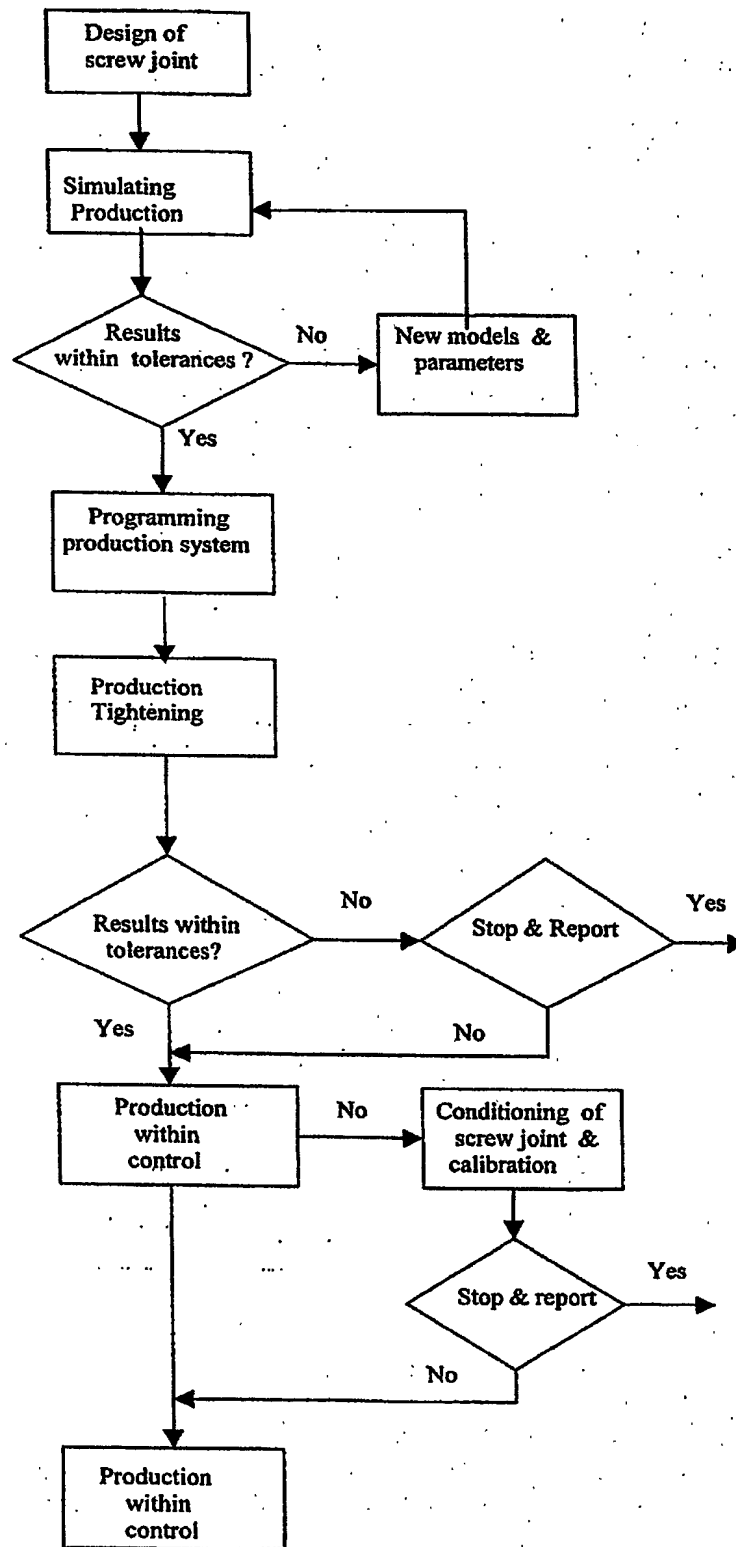 Design of
screw joint
Simulating
Production
Results
within tolerances ?
No
New models &
parameters
Yes
Programming
production system
Production
Tightening
Results within
tolerances?
No
Stop & Report
Yes
Yes
No
Production
within
control
No
Conditioning of
screw joint &
calibration
Stop & report
Yes
No
Production
within
control